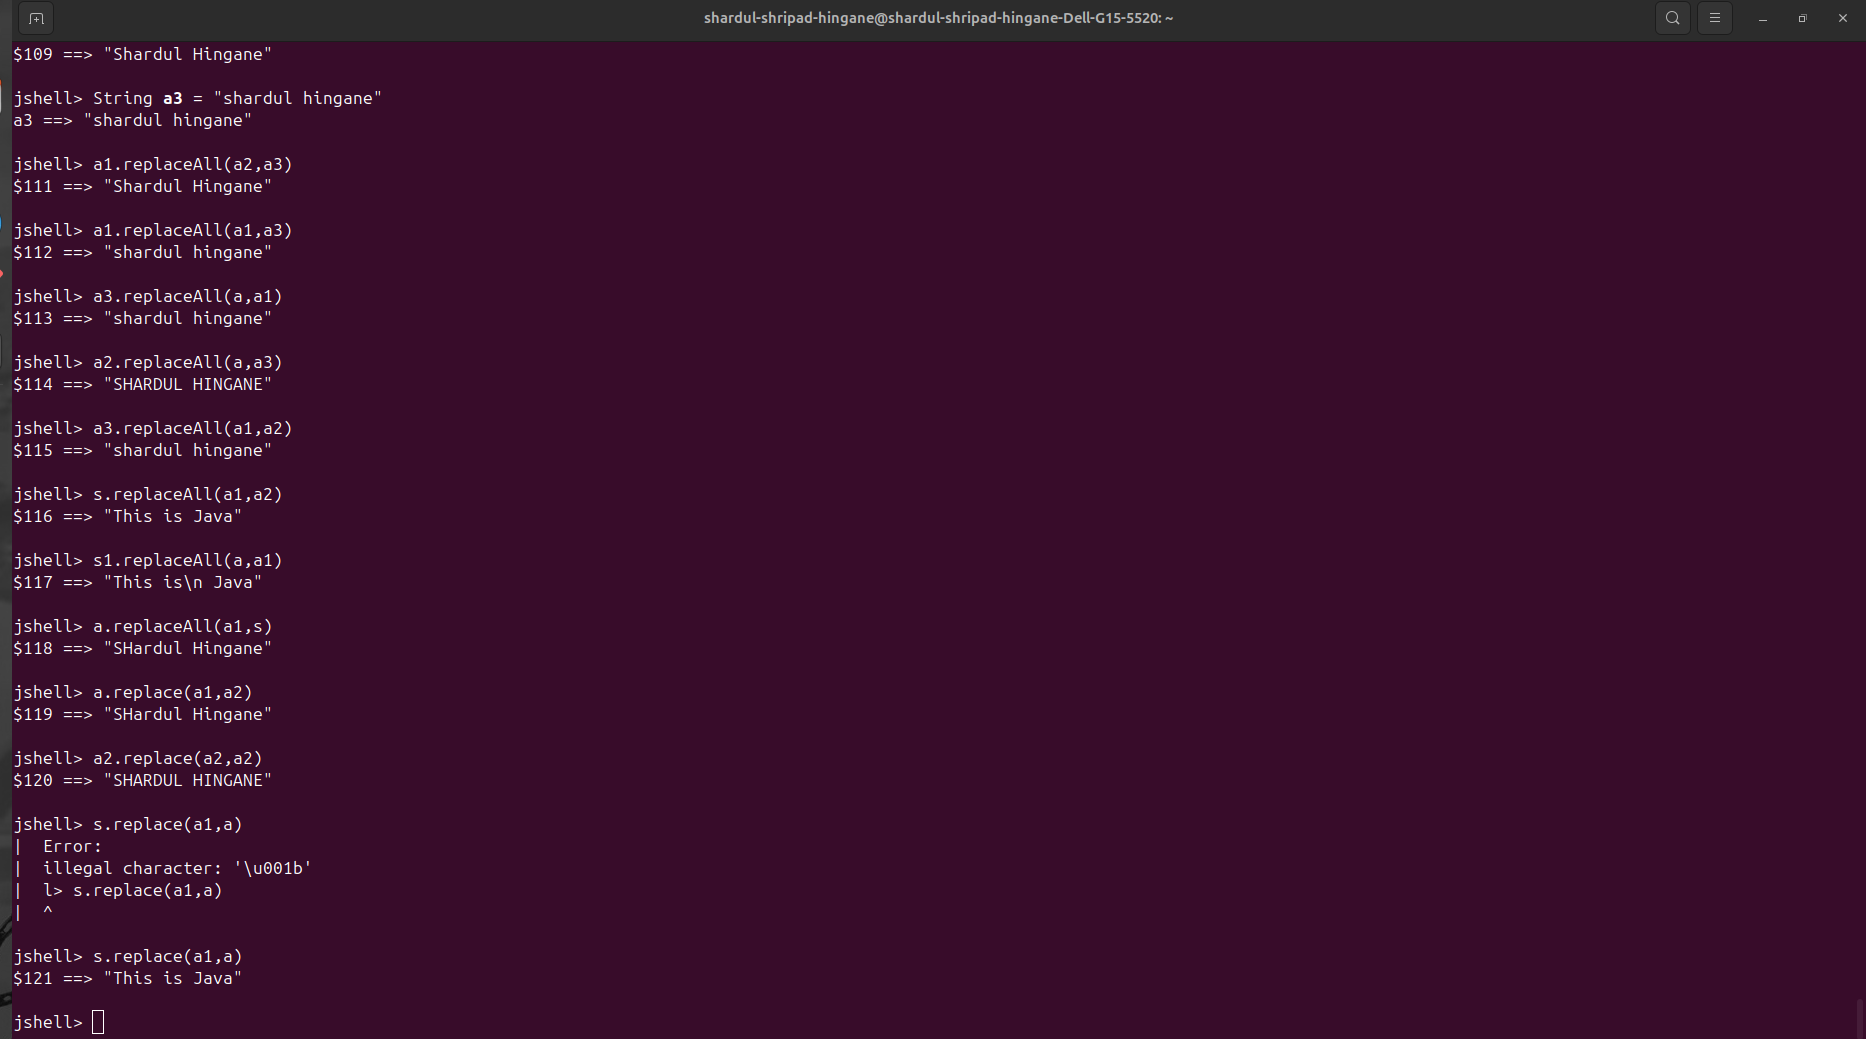 shardul-shripad-hingane@shardul-shripad-hingane-Dell-G15-5520: ~
$109 ==> "Shardul Hingane"
jshell> String a3 = "shardul hingane"
a3 ==> "shardul hingane"
jshell> a1.replaceAll(a2,a3)
$111 ==> "Shardul Hingane"
jshell> a1.replaceAll(a1,a3)
$112 ==> "shardul hingane"
jshell> a3.replaceAll(a,a1)
$113 ==> "shardul hingane"
jshell> a2.replaceAll(a,a3)
$114 ==> "SHARDUL HINGANE"
jshell> a3.replaceAll(a1,a2)
$115 ==> "shardul hingane"
jshell> s.replaceAll(a1,a2)
$116 ==> "This is Java"
jshell> s1.replaceAll(a,a1)
$117 ==> "This is\n Java"
jshell> a.replaceAll(a1,s)
$118 ==> "SHardul Hingane"
jshell> a.replace(a1,a2)
$119 ==> "SHardul Hingane"
jshell> a2.replace(a2,a2)
$120 ==> "SHARDUL HINGANE"
jshell> s.replace(a1,a)
|  Error:
|  illegal character: '\u001b'
|  l> s.replace(a1,a)
|  ^
jshell> s.replace(a1,a)
$121 ==> "This is Java"
jshell>